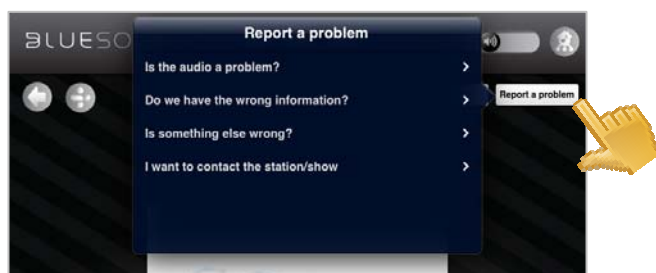 BLUESO
Report a problem
Is the audio a problem?
Do we have the wrong information?
Report a problem
Is something else wrong?
I want to contact the station/show